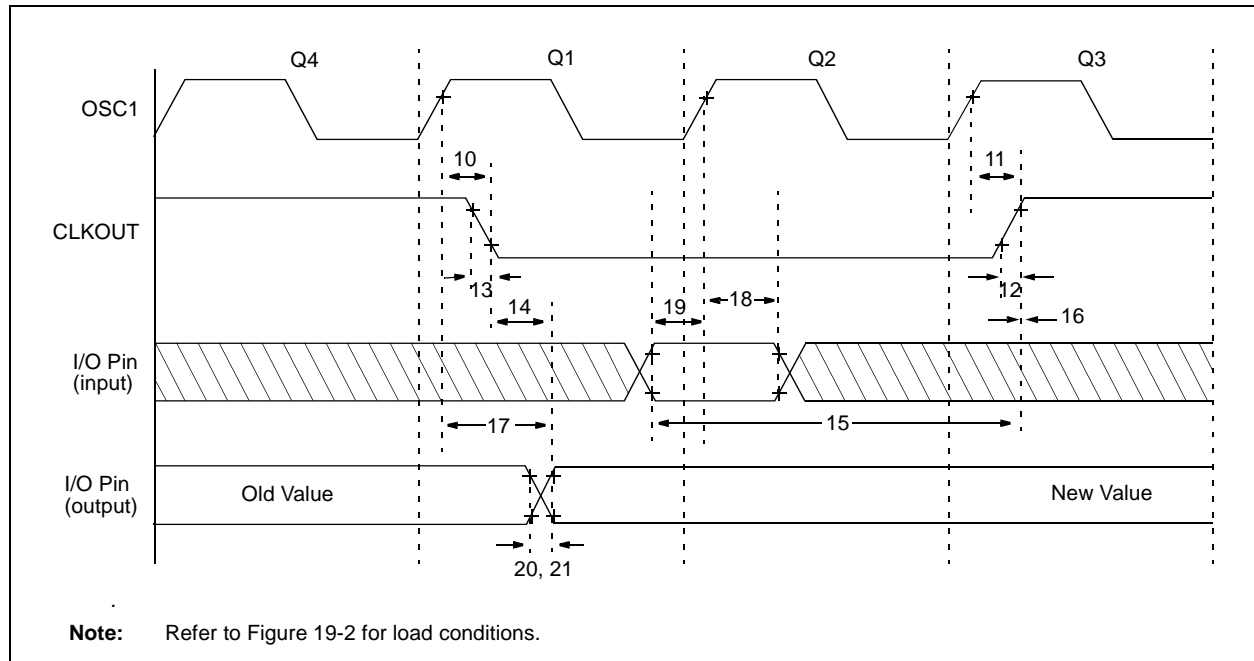 Q4 Q1 Q2 Q3
OSC1
10 11
CLKOUT
13 12
14 19 18 16
I/O Pin
(input)
17 15
I/O Pin
(output)
Old Value New Value
20, 21
.
Note: Refer to Figure 19-2 for load conditions.